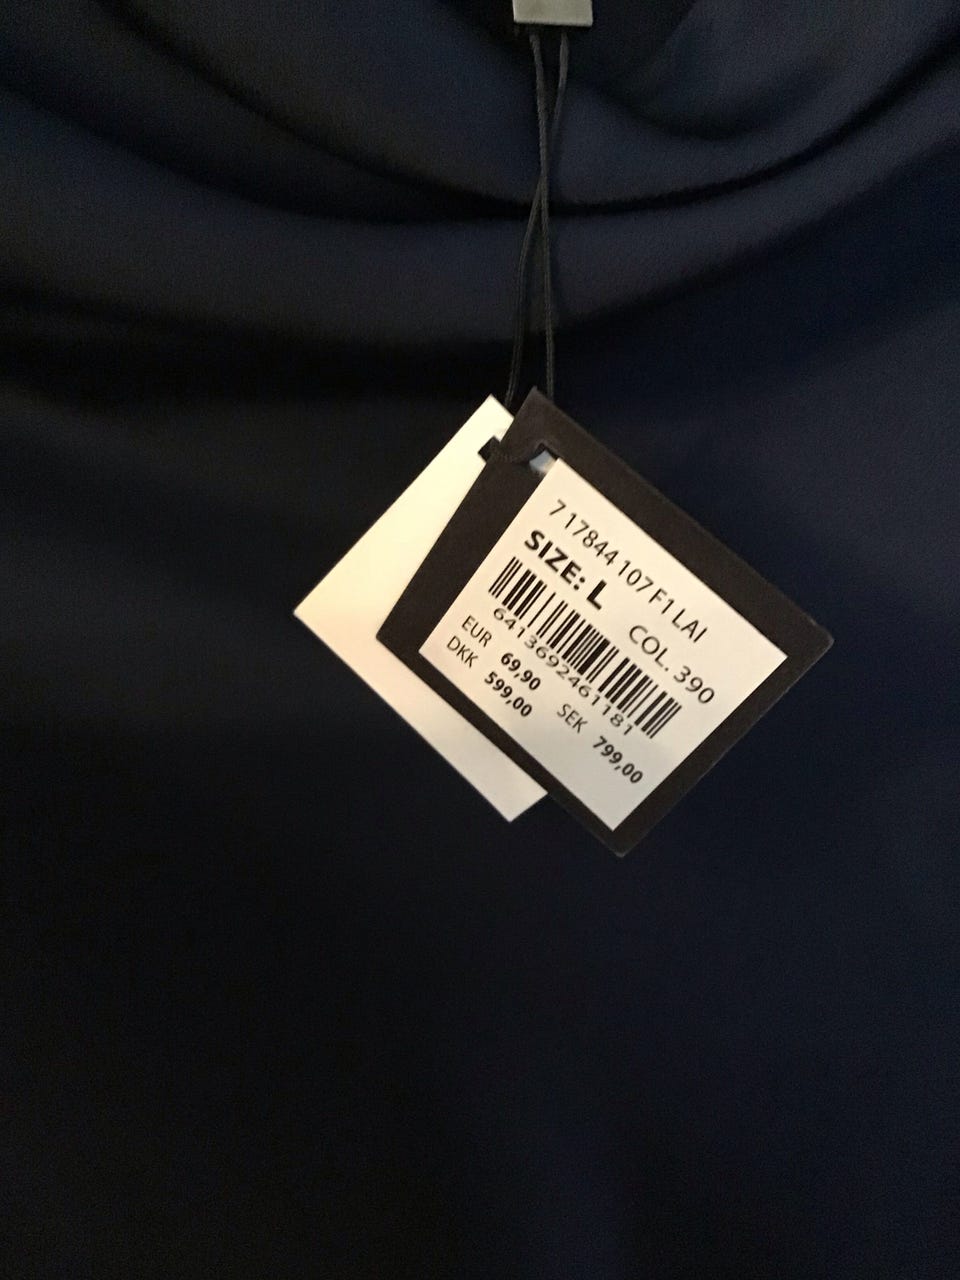 7 17844 107 F1 LAI
SIZE: L
COL. 390
6413692461181
EUR 69,90
DKK 599,00
SEK 799,00